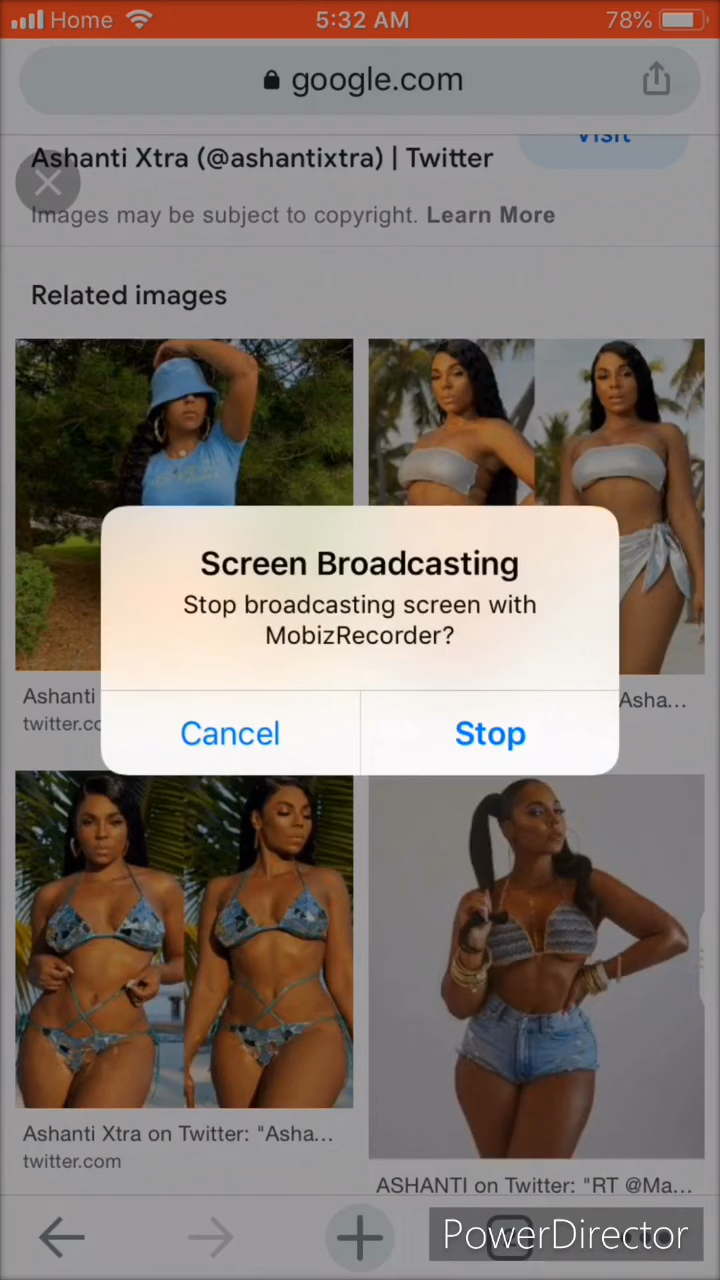 Home
5:32 AM
78%
google.com
Ashanti Xtra (@ashantixtra) | Twitter
Images may be subject to copyright. Learn More
Related images
Screen Broadcasting
Stop broadcasting screen with
MobizRecorder?
Ashanti
Asha...
Cancel
Stop
Ashanti Xtra on Twitter: "Asha...
twitter.com
ASHANTI on Twitter: "RT @Ma...
PowerDirector